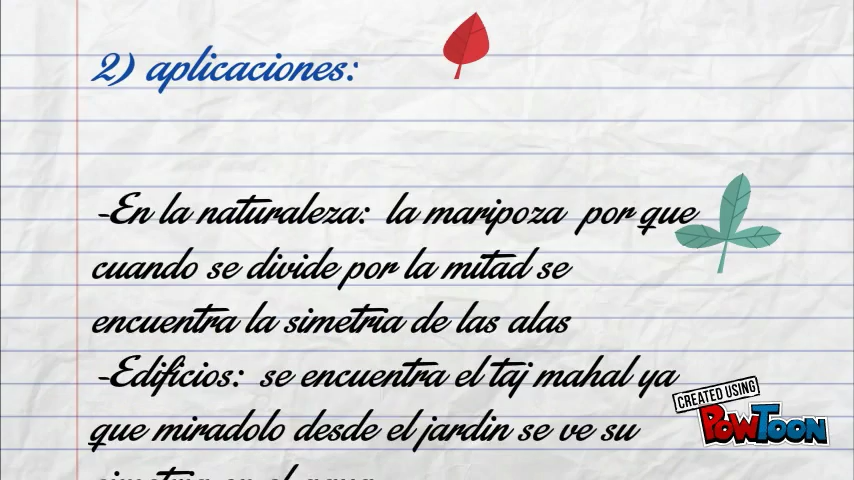 2) aplicaciones:
-En la naturaleza: la maripoza por que
cuando se divide por la mitad se
encuentra la simetria de las alas
-Edificios: se encuentra el taj mahal ya
que miradolo desde el jardin se ve su
CREATED USING
POWTOON